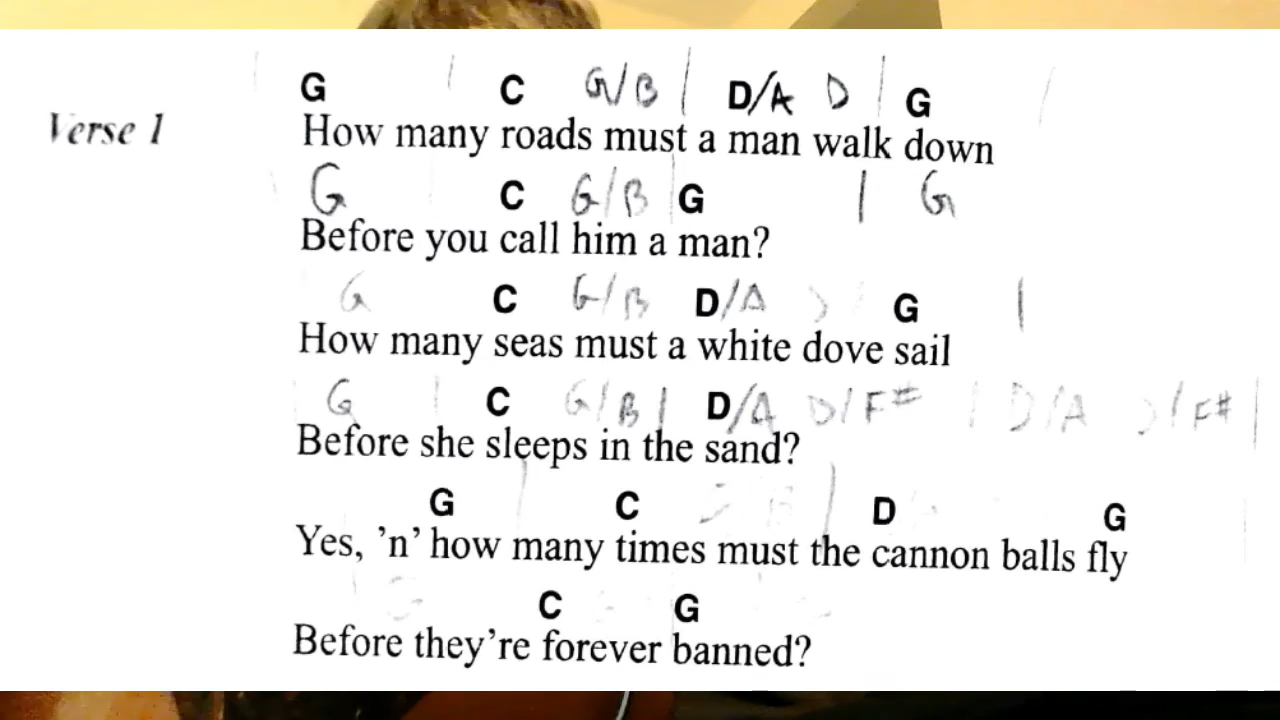 G | C G/B | D/A D | G
Verse 1 How many roads must a man walk down
G C G/B G | G
Before you call him a man?
G C G/B D/A G |
How many seas must a white dove sail
G | C G/B | D/A D/F# | D/A D/F# |
Before she sleeps in the sand?
G C D G
Yes, ’n’ how many times must the cannon balls fly
C G
Before they’re forever banned?